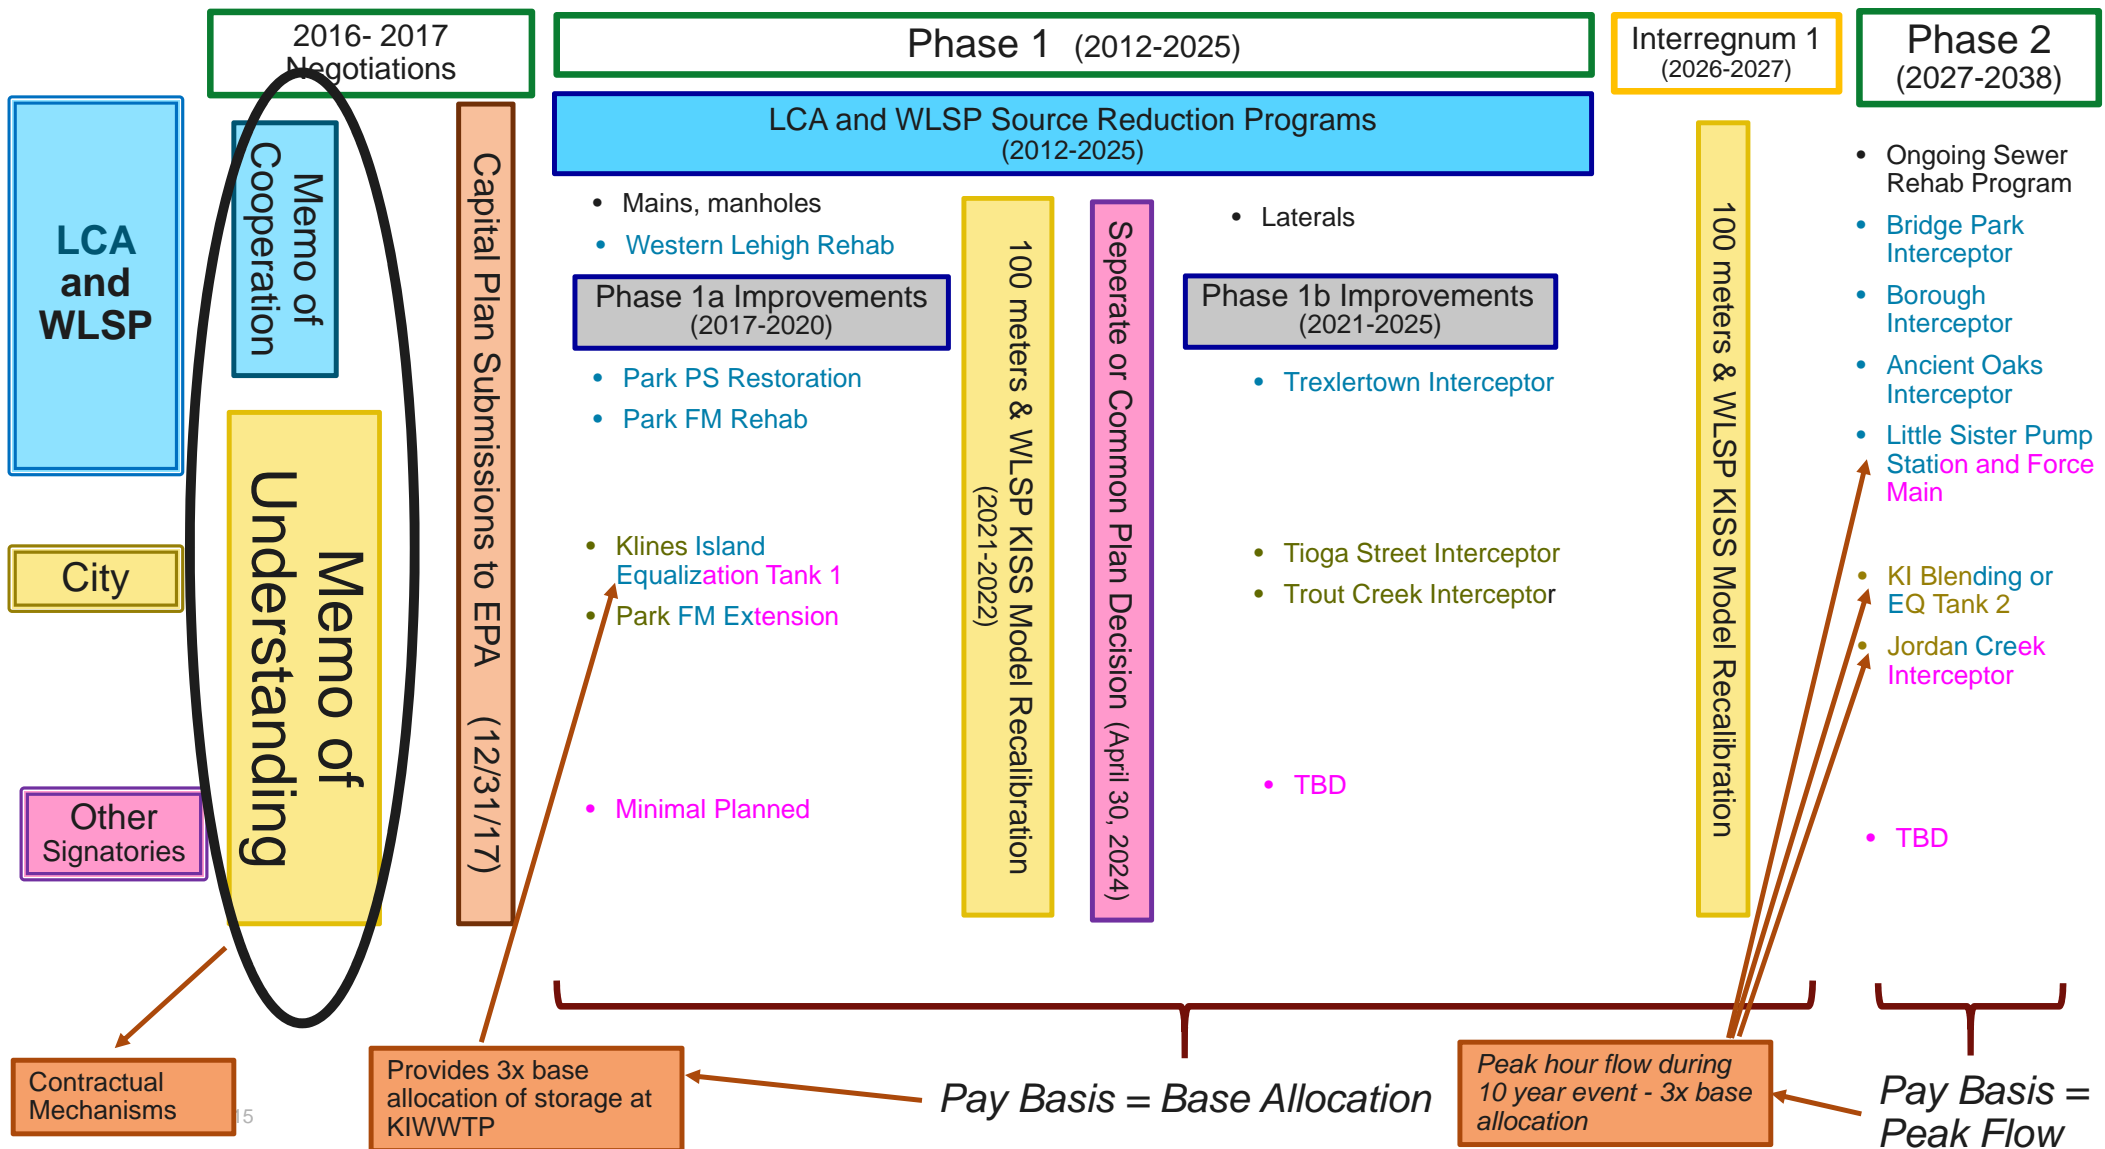 2016- 2017
Negotiations
Phase 1 (2012-2025)
Interregnum 1
(2026-2027)
Phase 2
(2027-2038)
LCA
and
WLSP
City
Other
Signatories
Memo of
Cooperation
Memo of
Understanding
Capital Plan Submissions to EPA (12/31/17)
LCA and WLSP Source Reduction Programs
(2012-2025)
• Mains, manholes
• Western Lehigh Rehab
Phase 1a Improvements
(2017-2020)
• Park PS Restoration
• Park FM Rehab
• Klines Island
Equalization Tank 1
• Park FM Extension
• Minimal Planned
100 meters & WLSP KISS Model Recalibration
(2021-2022)
Seperate or Common Plan Decision (April 30, 2024)
• Laterals
Phase 1b Improvements
(2021-2025)
• Trexlertown Interceptor
• Tioga Street Interceptor
• Trout Creek Interceptor
• TBD
100 meters & WLSP KISS Model Recalibration
• Ongoing Sewer
Rehab Program
• Bridge Park
Interceptor
• Borough
Interceptor
• Ancient Oaks
Interceptor
• Little Sister Pump
Station and Force
Main
• KI Blending or
EQ Tank 2
• Jordan Creek
Interceptor
• TBD
Contractual
Mechanisms
15
Provides 3x base
allocation of storage at
KIWWTP
Pay Basis = Base Allocation
Peak hour flow during
10 year event - 3x base
allocation
Pay Basis =
Peak Flow